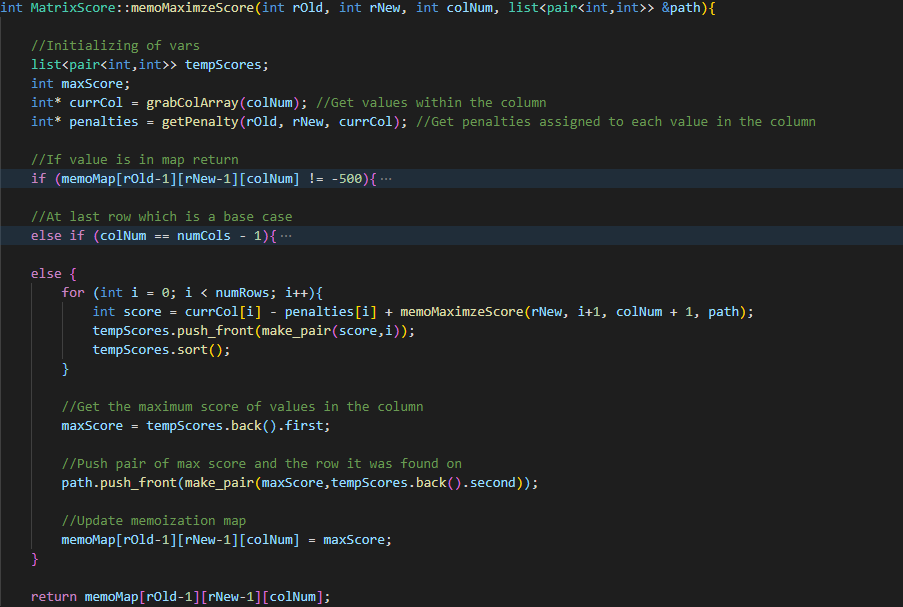 int MatrixScore::memoMaximzeScore(int rOld, int rNew, int colNum, list<pair<int,int>> &path){
//Initializing of vars
list<pair<int,int>> tempScores;
int maxScore;
int* currCol = grabColArray(colNum); //Get values within the column
int* penalties = getPenalty(rOld, rNew, currCol); //Get penalties assigned to each value in the column
//If value is in map return
if (memoMap[rOld-1][rNew-1][colNum] != -500){ ···
//At last row which is a base case
else if (colNum == numCols - 1){ ···
else {
for (int i = 0; i < numRows; i++){
int score = currCol[i] - penalties[i] + memoMaximzeScore(rNew, i+1, colNum + 1, path);
tempScores.push_front(make_pair(score,i));
tempScores.sort();
}
//Get the maximum score of values in the column
maxScore = tempScores.back().first;
//Push pair of max score and the row it was found on
path.push_front(make_pair(maxScore,tempScores.back().second));
//Update memoization map
memoMap[rOld-1][rNew-1][colNum] = maxScore;
}
return memoMap[rOld-1][rNew-1][colNum];